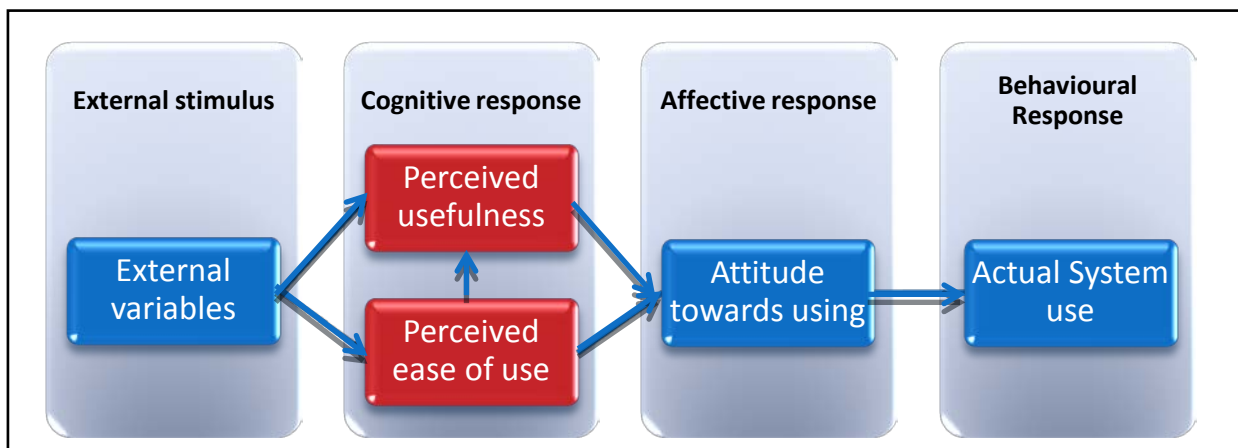 External stimulus
External
variables
Cognitive response
Perceived
usefulness
Perceived
ease of use
Affective response
Attitude
towards using
Behavioural
Response
Actual System
use